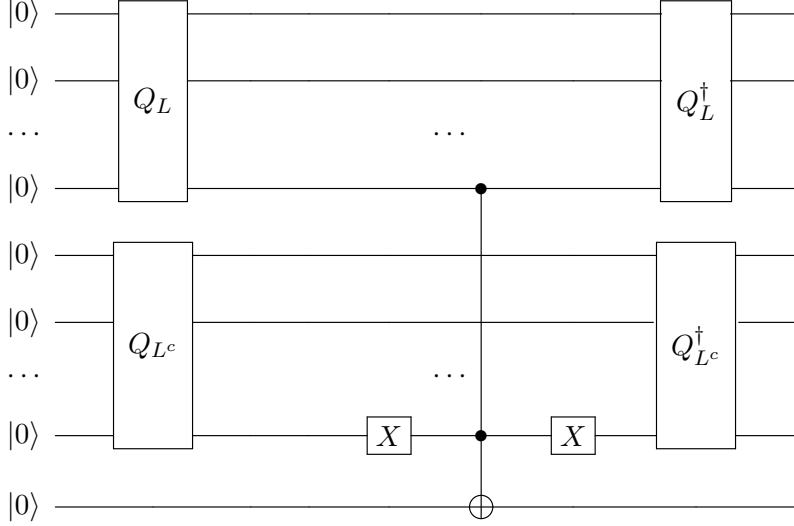 |0⟩
|0⟩
Q_L Q_L^†
... ...
|0⟩
|0⟩
|0⟩
Q_{L^c} Q_{L^c}^†
... ...
|0⟩ X X
|0⟩